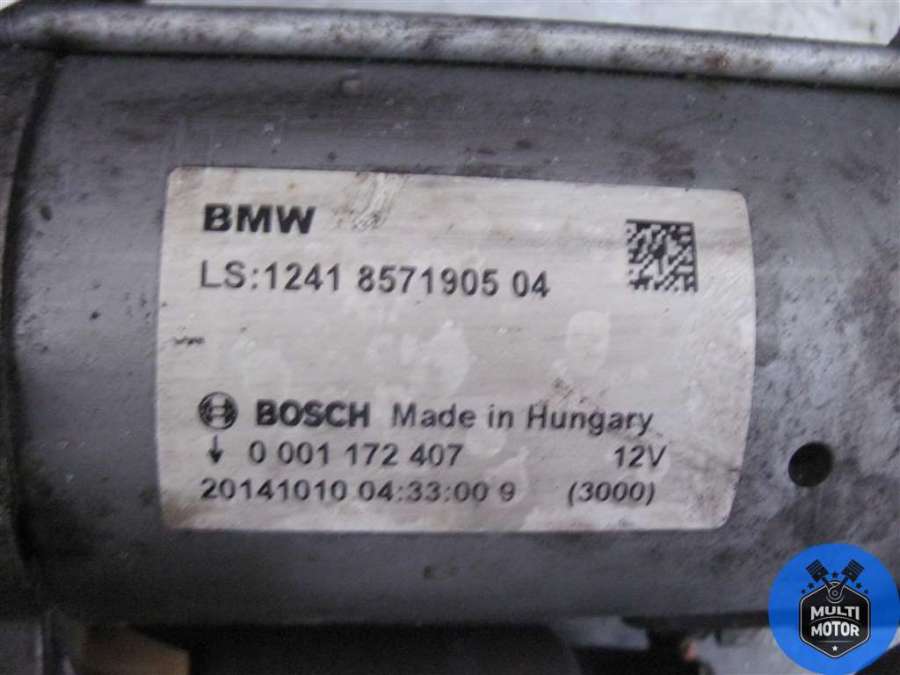 BMW
LS:1241 8571905 04
BOSCH Made in Hungary
↓ 0 001 172 407 12V
20141010 04:33:00 9 (3000)
MULTI
MOTOR